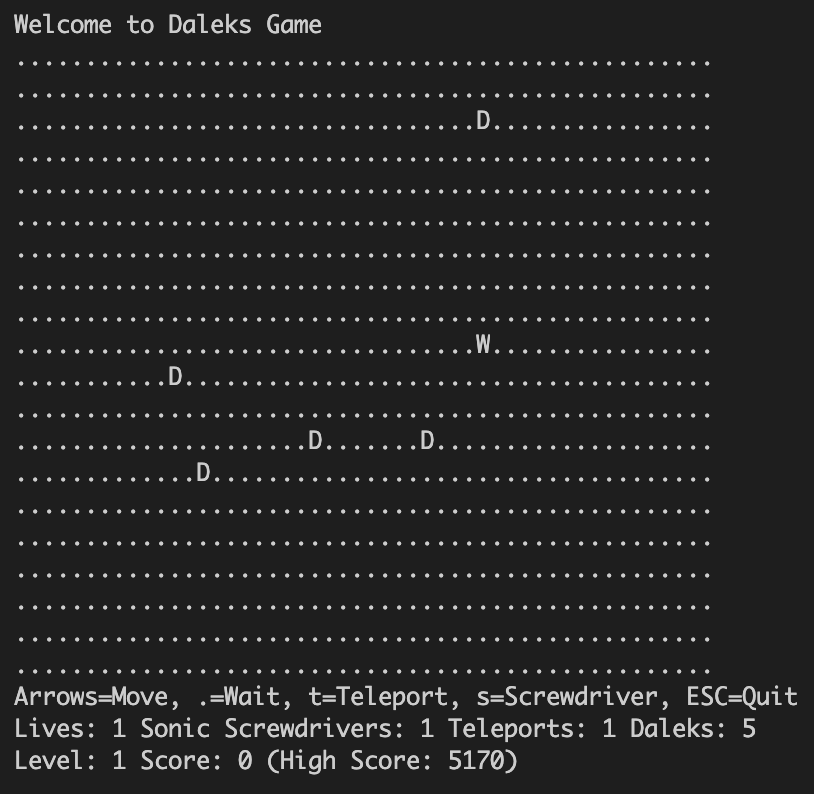 Welcome to Daleks Game
..................................................
..................................................
.................................D................
..................................................
..................................................
..................................................
..................................................
..................................................
..................................................
.................................W................
...........D......................................
..................................................
.....................D.......D....................
.............D....................................
..................................................
..................................................
..................................................
..................................................
..................................................
..................................................
Arrows=Move, .=Wait, t=Teleport, s=Screwdriver, ESC=Quit
Lives: 1 Sonic Screwdrivers: 1 Teleports: 1 Daleks: 5
Level: 1 Score: 0 (High Score: 5170)